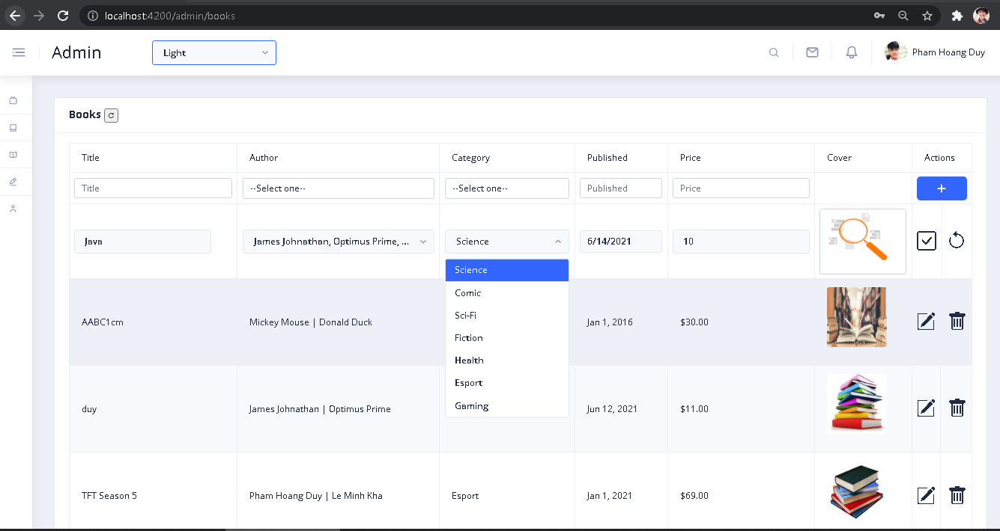 localhost:4200/admin/books
Admin
Light
Pham Hoang Duy
Books
Title Author Category Published Price Cover Actions
Title --Select one-- --Select one-- Published Price +
Java James Johnathan, Optimus Prime, ... Science 6/14/2021 10
Science
Comic
Sci-Fi
Fiction
Health
Esport
Gaming
AABC1cm Mickey Mouse | Donald Duck Jan 1, 2016 $30.00
duy James Johnathan | Optimus Prime Jun 12, 2021 $11.00
TFT Season 5 Pham Hoang Duy | Le Minh Kha Esport Jan 1, 2021 $69.00